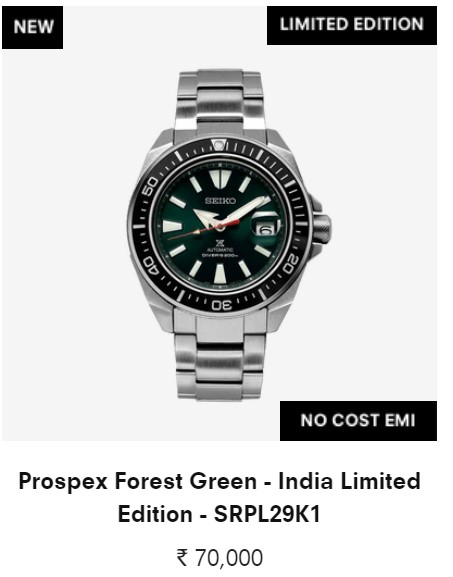 NEW
LIMITED EDITION
SEIKO
AUTOMATIC
DIVER'S 200m
50
40
30
20
6
NO COST EMI
Prospex Forest Green - India Limited
Edition - SRPL29K1
₹ 70,000